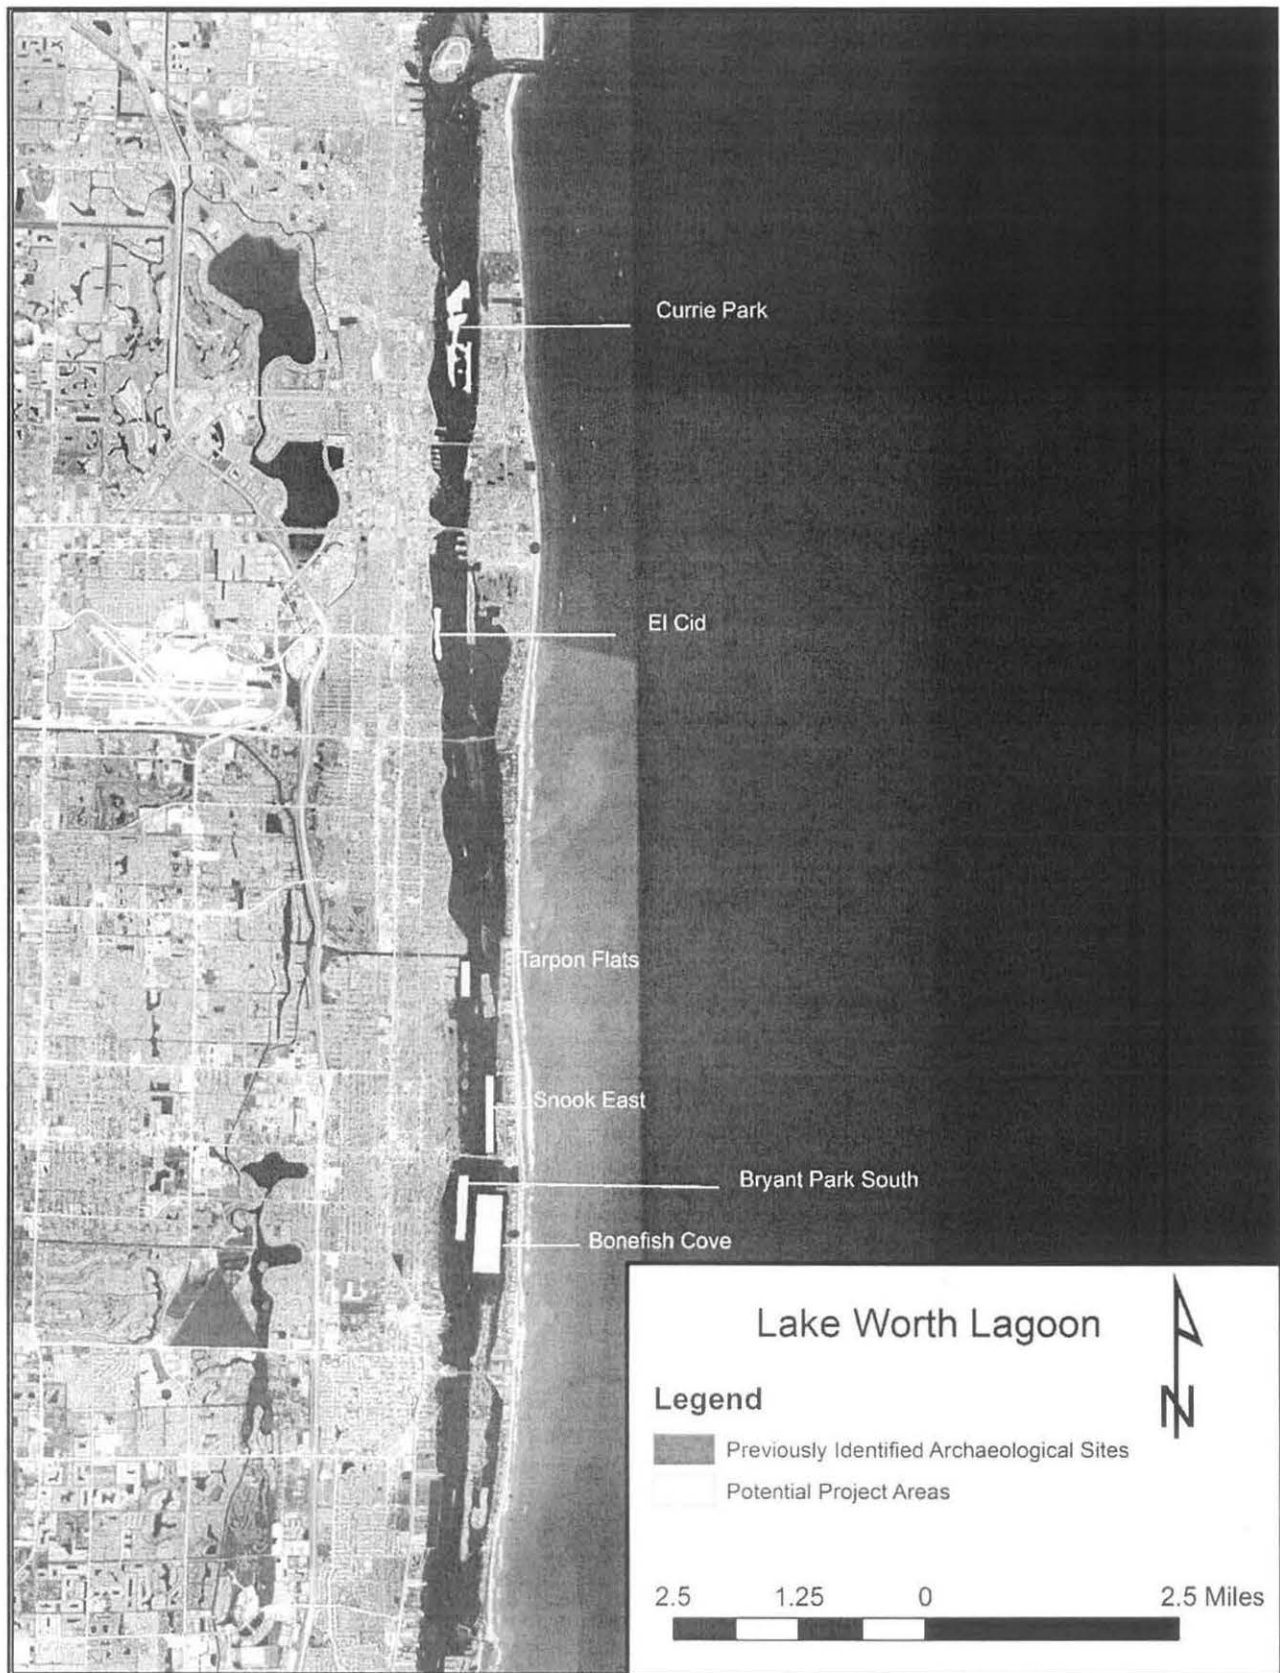 Currie Park
El Cid
Tarpon Flats
Snook East
Bryant Park South
Bonefish Cove
Lake Worth Lagoon
N
Legend
Previously Identified Archaeological Sites
Potential Project Areas
2.5 1.25 0 2.5 Miles